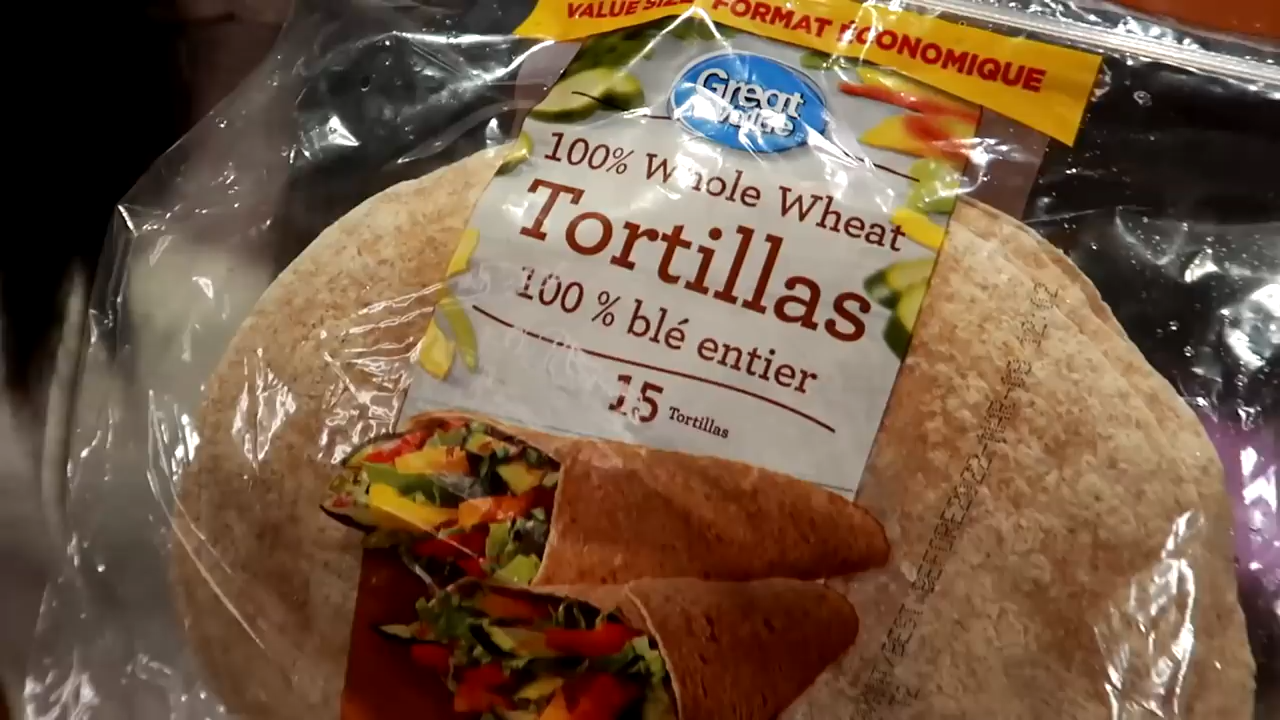 VALUE SIZE FORMAT ÉCONOMIQUE
Great
Value
100% Whole Wheat
Tortillas
100 % blé entier
15 Tortillas